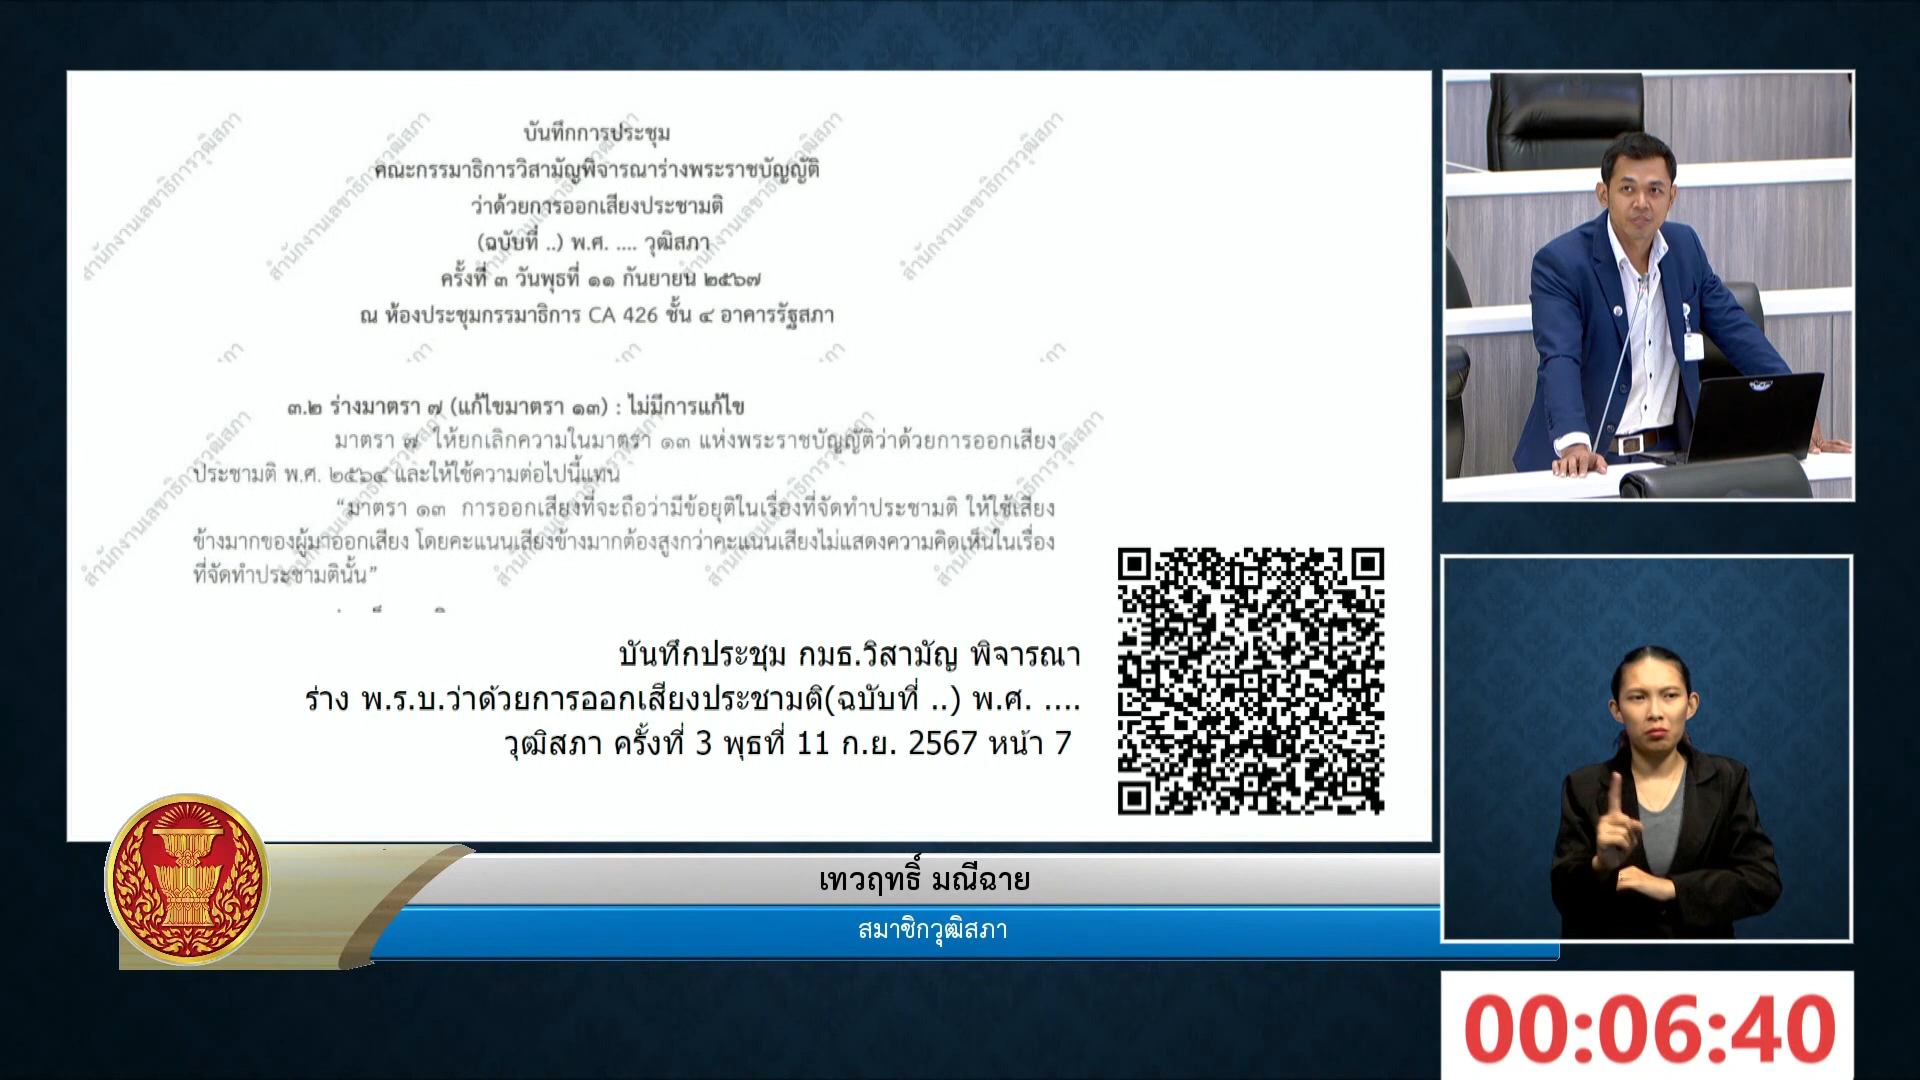 บันทึกการประชุม
คณะกรรมาธิการวิสามัญพิจารณาร่างพระราชบัญญัติ
ว่าด้วยการออกเสียงประชามติ
(ฉบับที่ ..) พ.ศ. .... วุฒิสภา
ครั้งที่ ๓ วันพุธที่ ๑๑ กันยายน ๒๕๖๗
ณ ห้องประชุมกรรมาธิการ CA 426 ชั้น ๔ อาคารรัฐสภา
สำนักงานเลขาธิการวุฒิสภา
๓.๒ ร่างมาตรา ๗ (แก้ไขมาตรา ๑๓) : ไม่มีการแก้ไข
มาตรา ๗ ให้ยกเลิกความในมาตรา ๑๓ แห่งพระราชบัญญัติว่าด้วยการออกเสียง
ประชามติ พ.ศ. ๒๕๖๔ และให้ใช้ความต่อไปนี้แทน
“มาตรา ๑๓ การออกเสียงที่จะถือว่ามีข้อยุติในเรื่องที่จัดทำประชามติ ให้ใช้เสียง
ข้างมากของผู้มาออกเสียง โดยคะแนนเสียงข้างมากต้องสูงกว่าคะแนนเสียงไม่แสดงความคิดเห็นในเรื่อง
ที่จัดทำประชามตินั้น”
บันทึกประชุม กมธ.วิสามัญ พิจารณา
ร่าง พ.ร.บ.ว่าด้วยการออกเสียงประชามติ(ฉบับที่ ..) พ.ศ. ....
วุฒิสภา ครั้งที่ 3 พุธที่ 11 ก.ย. 2567 หน้า 7
เทวฤทธิ์ มณีฉาย
สมาชิกวุฒิสภา
00:06:40